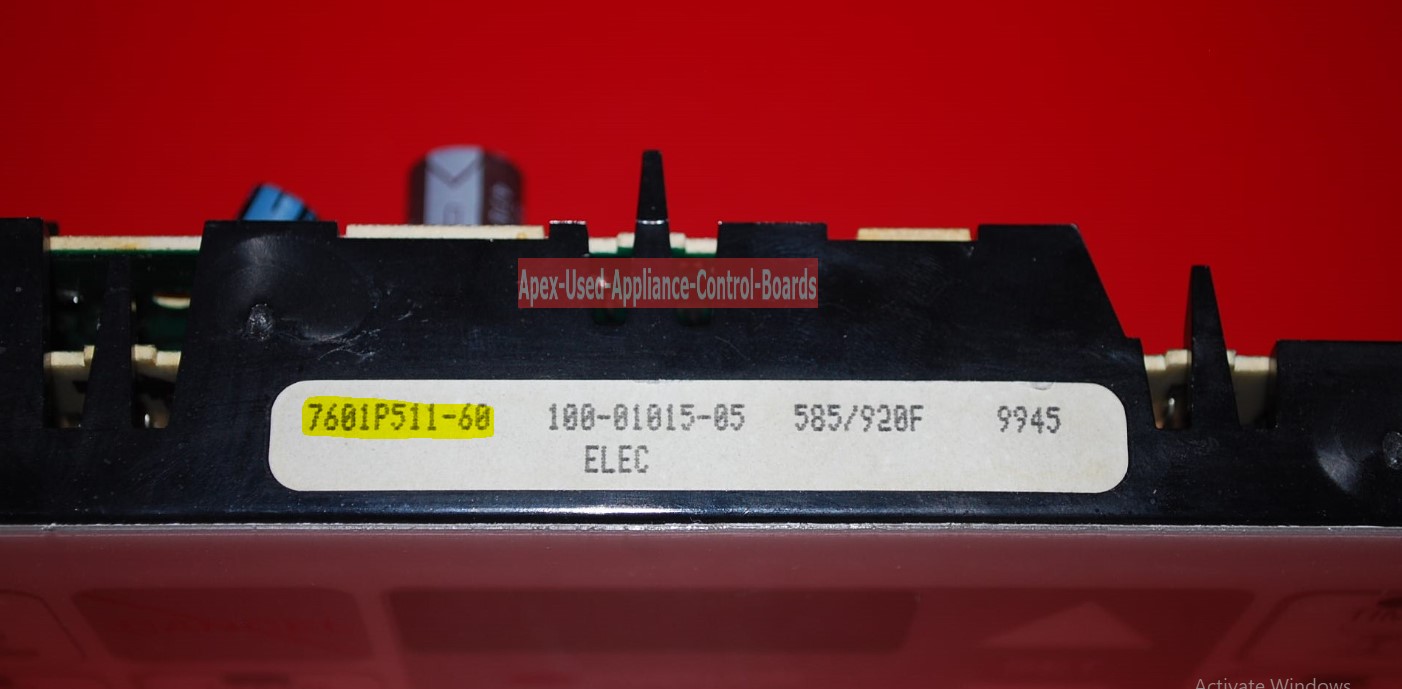 Apex-Used Appliance-Control-Boards
7601P511-60 100-01015-05 585/920F 9945
ELEC
Activate Windows